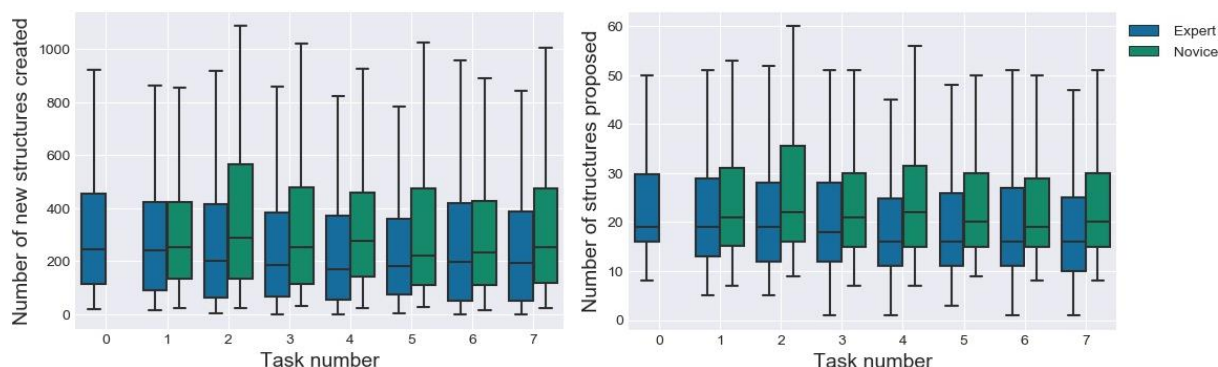 Number of new structures created
1000
800
600
400
200
0
0 1 2 3 4 5 6 7
Task number
Number of structures proposed
60
50
40
30
20
10
0
0 1 2 3 4 5 6 7
Task number
Expert
Novice